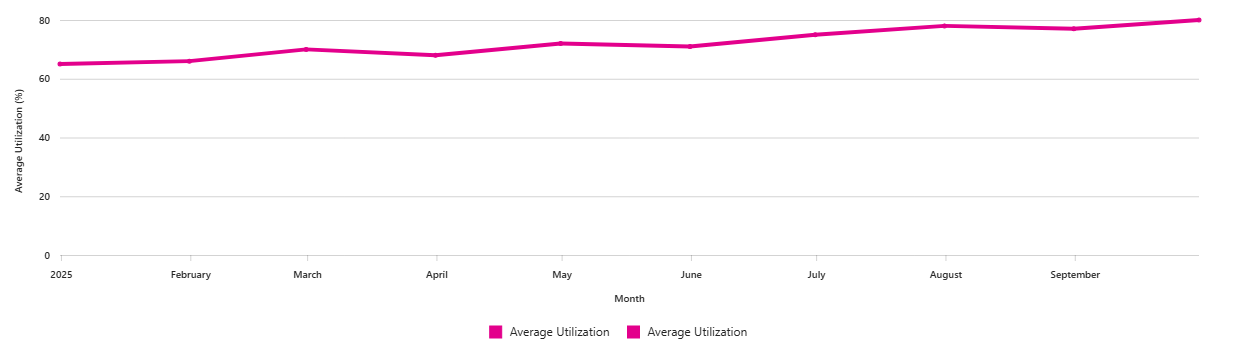 80
60
40
20
0
Average Utilization (%)
2025 February March April May June July August September
Month
Average Utilization Average Utilization